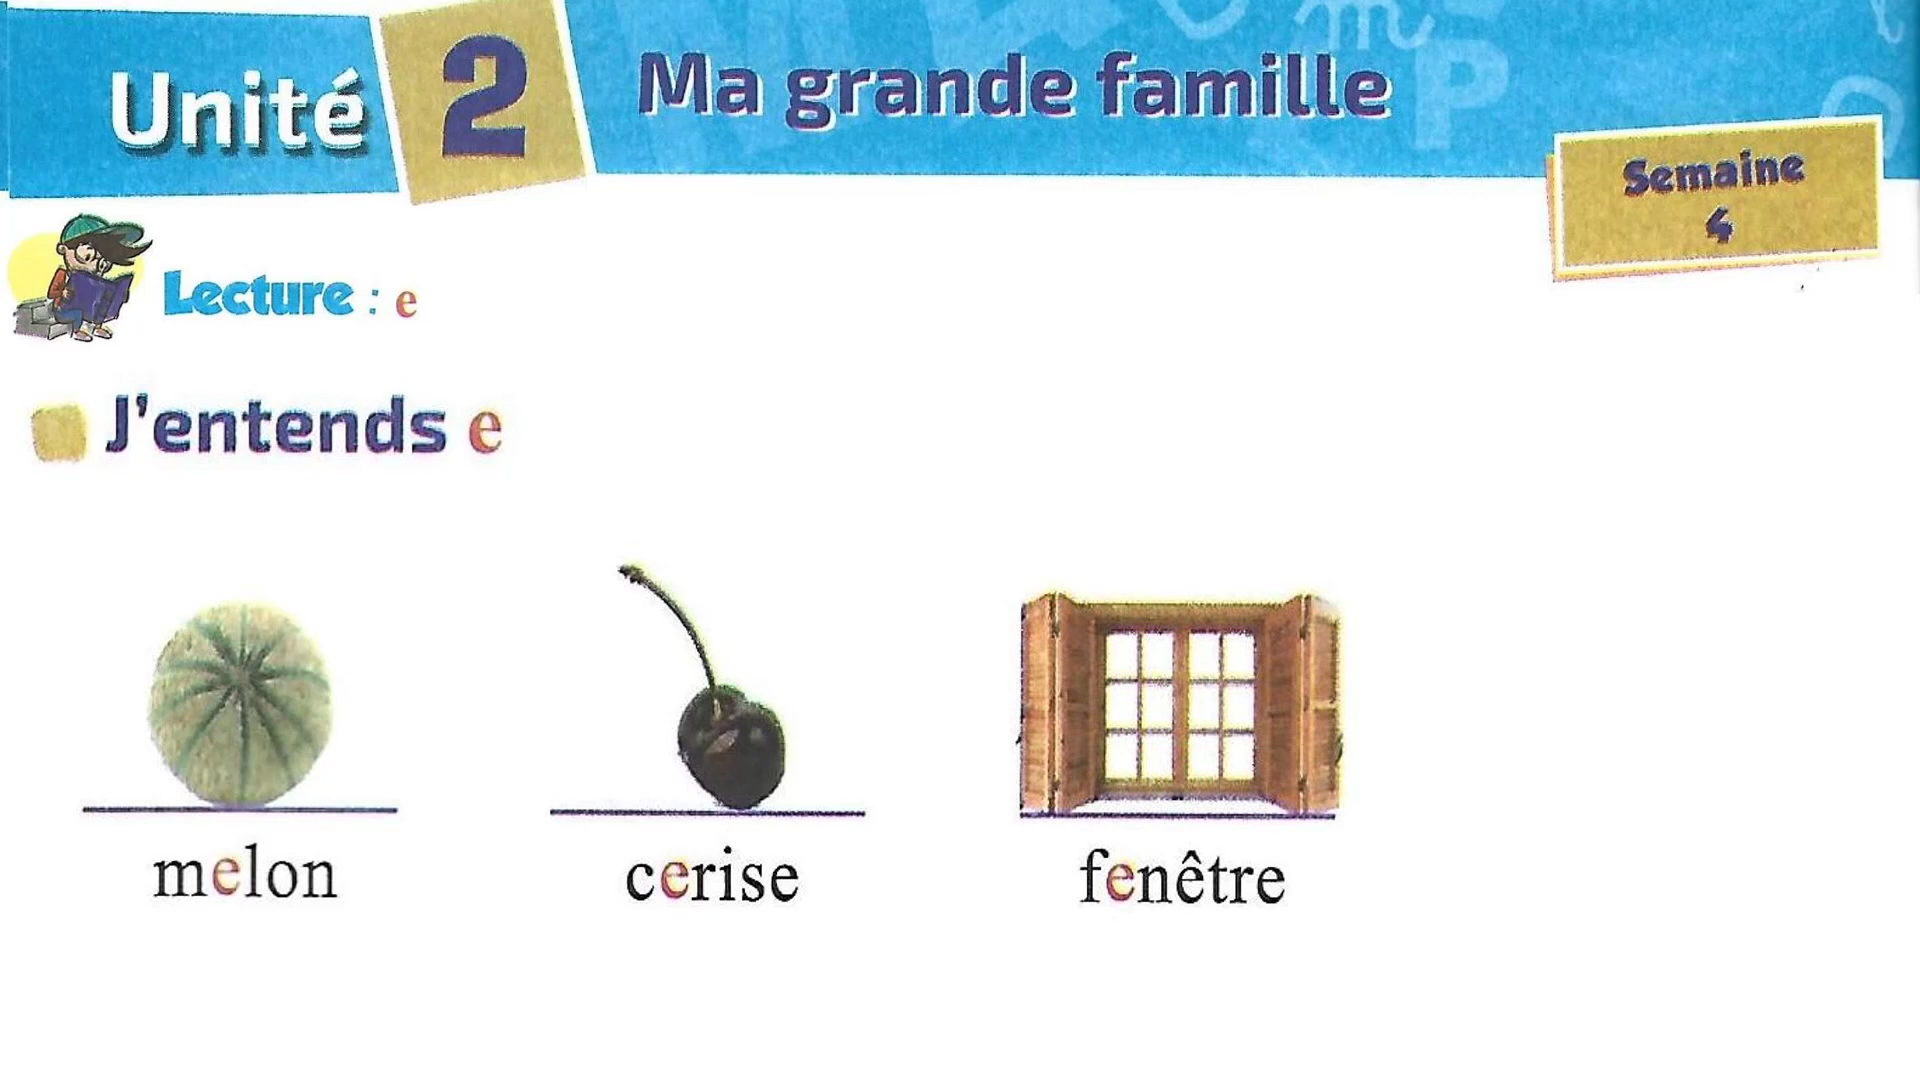 Unité 2 Ma grande famille
Semaine
4
Lecture : e
J'entends e
melon cerise fenêtre